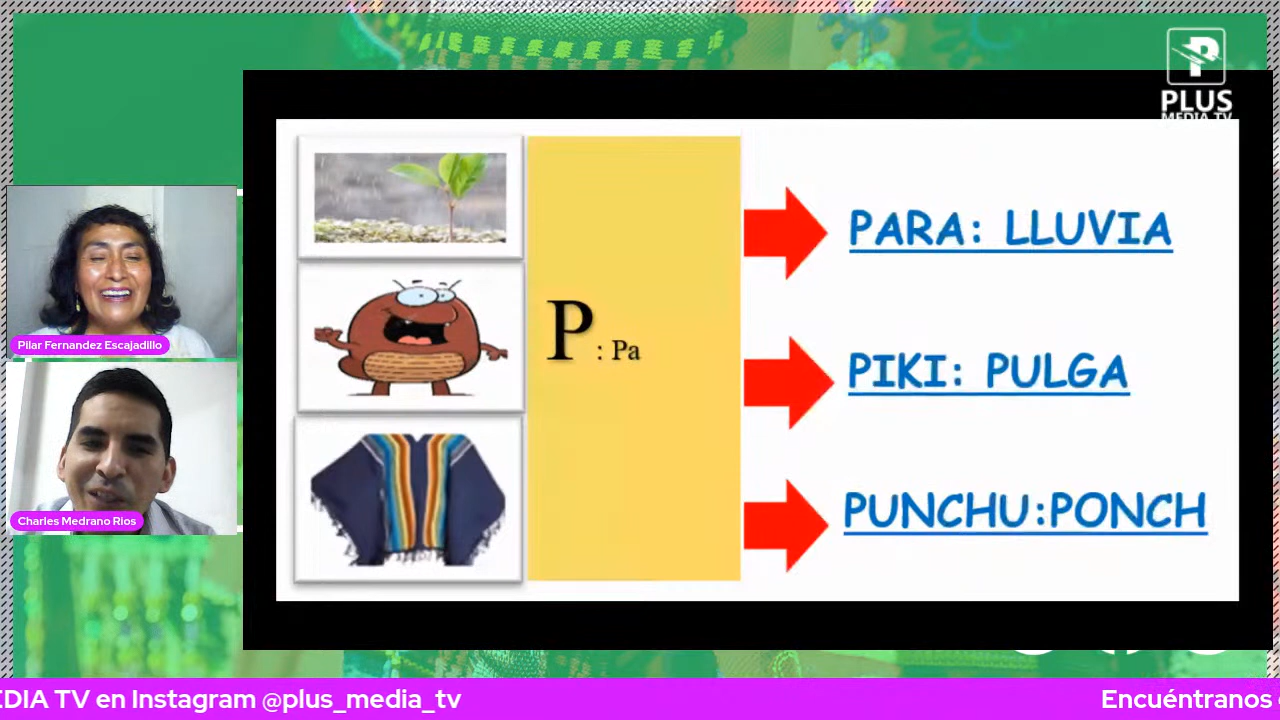 PLUS
MEDIA TV
PARA: LLUVIA
P : Pa
PIKI: PULGA
PUNCHU:PONCH
Pilar Fernandez Escajadillo
Charles Medrano Rios
EDIA TV en Instagram @plus_media_tv
Encuéntranos